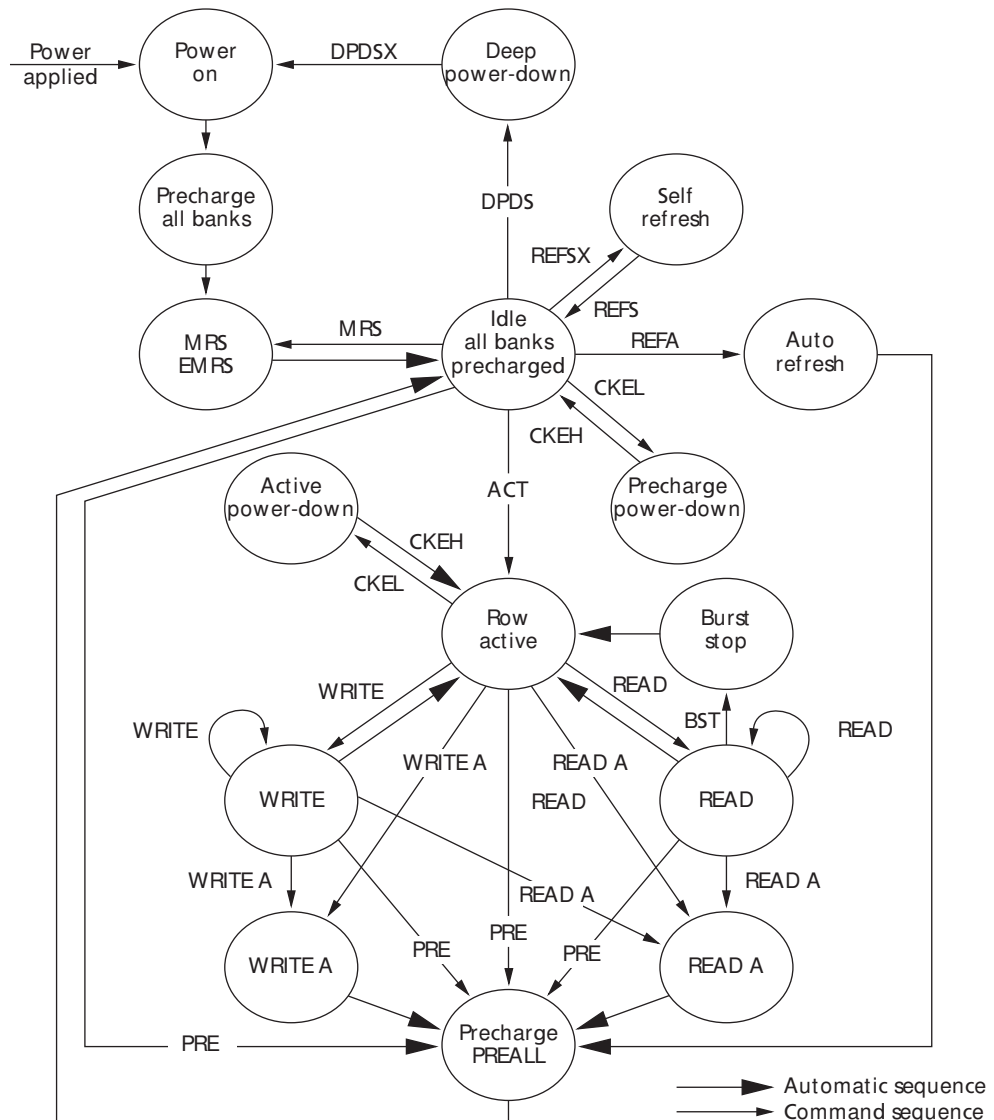 Power
applied
Power
on
DPDSX
Deep
power-down
Precharge
all banks
DPDS
Self
refresh
REFSX
REFS
MRS
EMRS
MRS
Idle
all banks
precharged
REFA
Auto
refresh
CKEL
CKEH
Active
power-down
ACT
Precharge
power-down
CKEH
CKEL
Row
active
Burst
stop
WRITE
READ
BST
WRITE
READ
WRITE A
READ A
WRITE
READ
READ
WRITE A
READ A
READ A
PRE
PRE
PRE
WRITE A
READ A
PRE
Precharge
PREALL
Automatic sequence
Command sequence